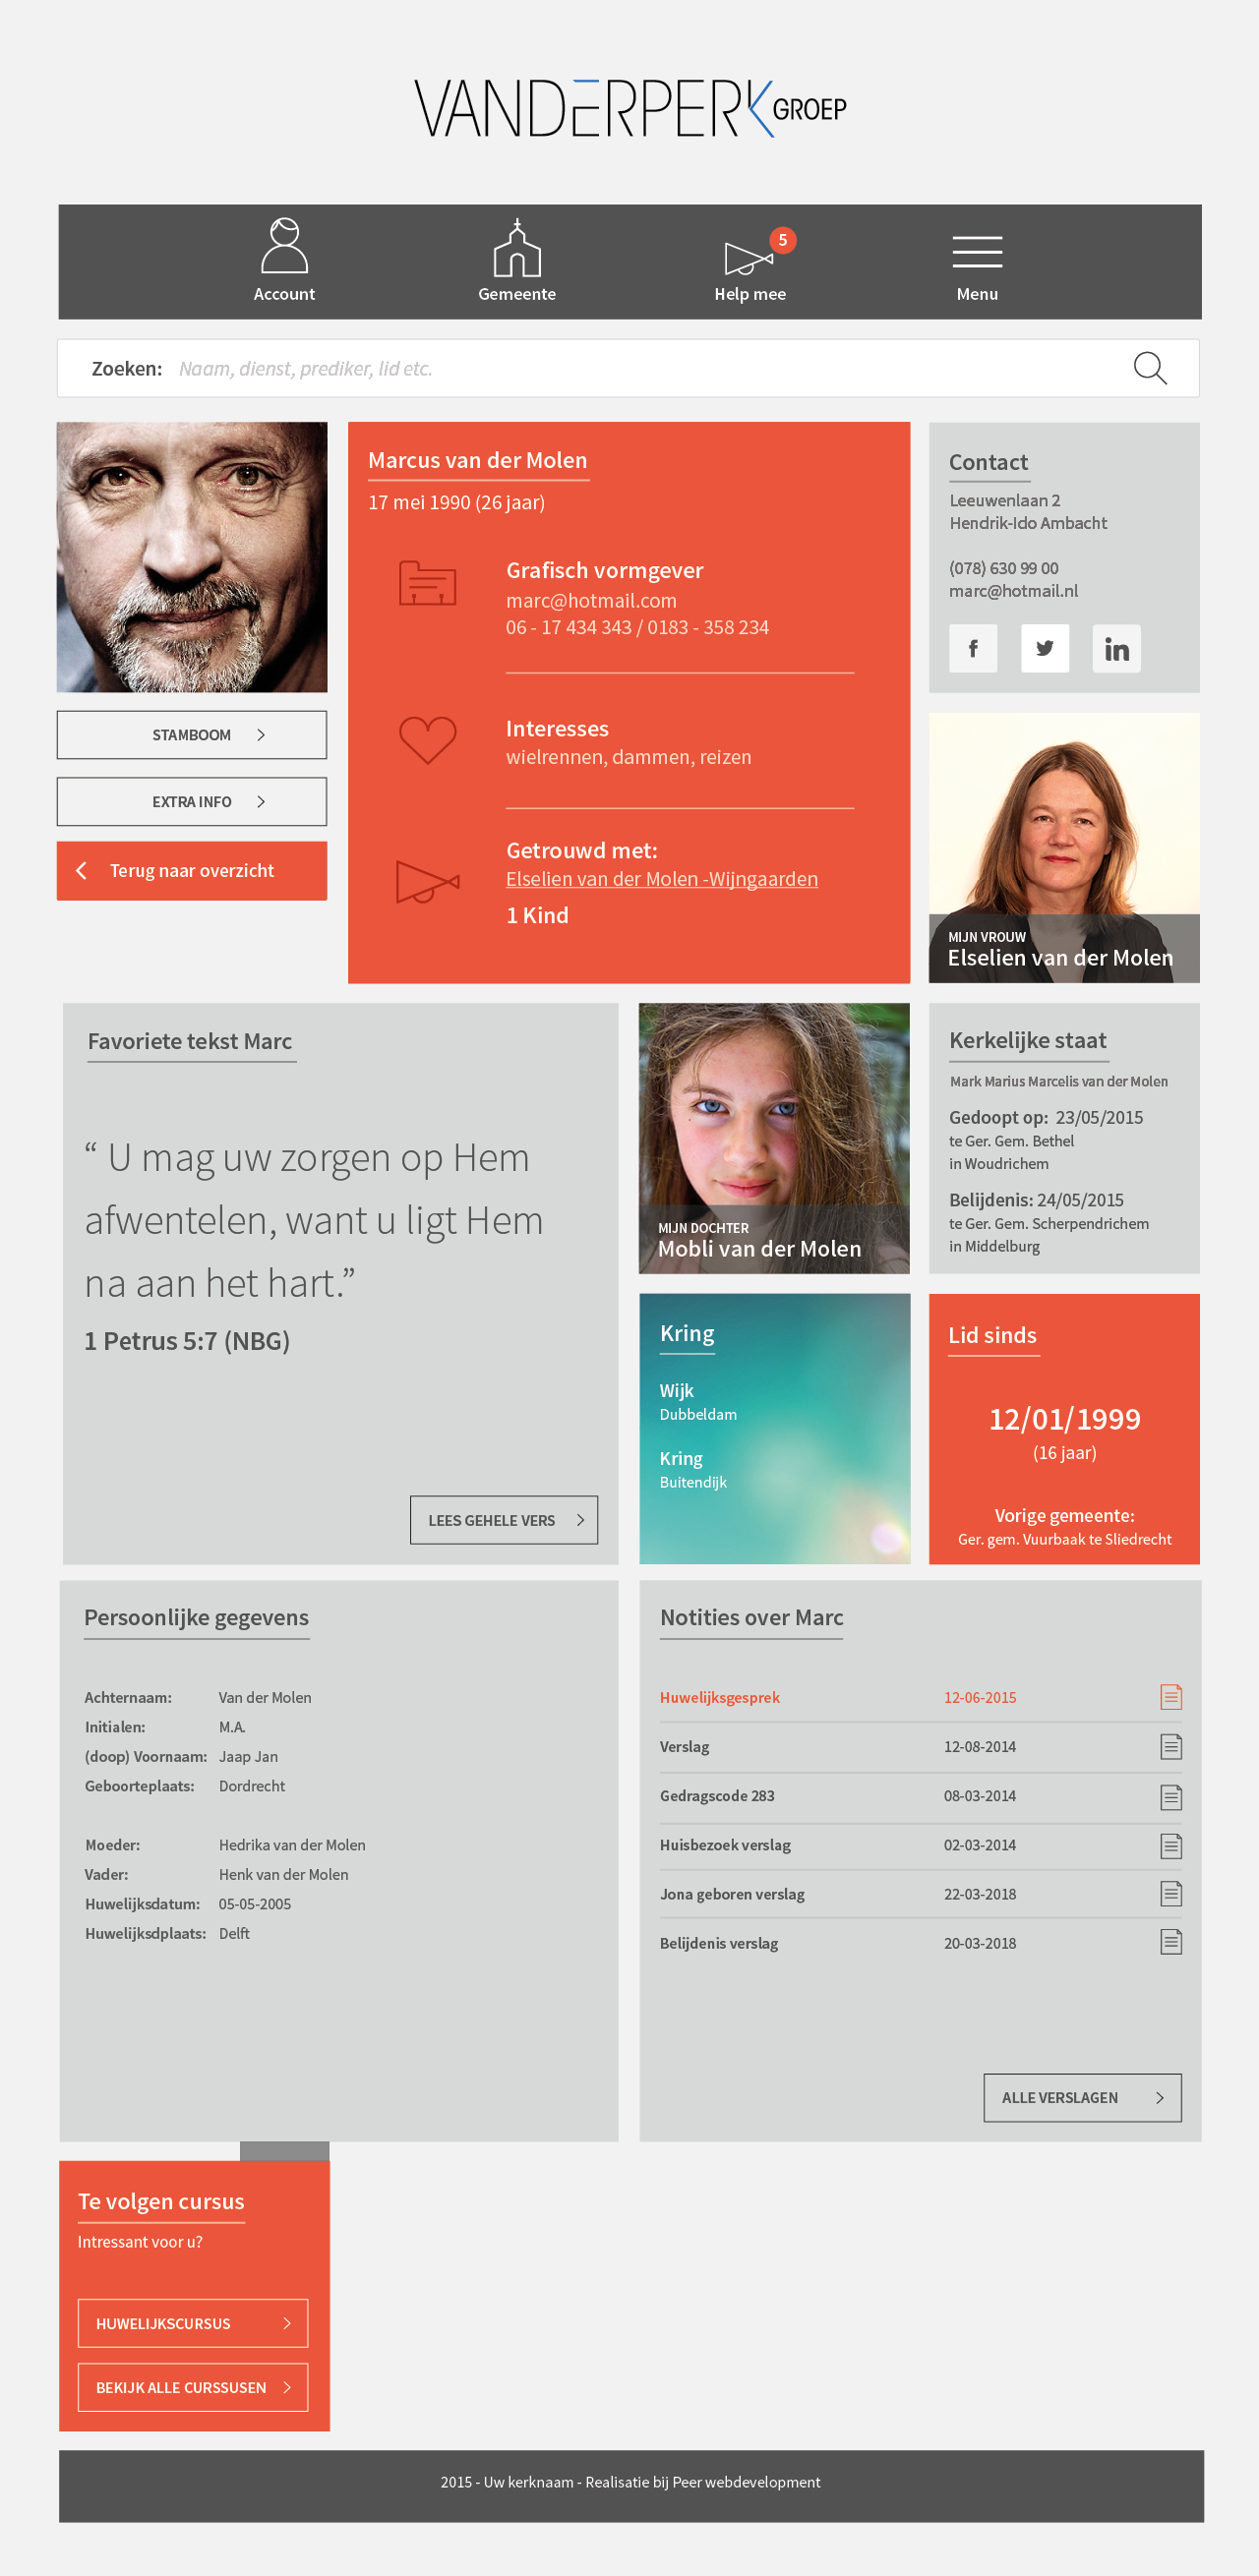 VANDERPERK GROEP
Account
Gemeente
5
Help mee
Menu
Zoeken: Naam, dienst, prediker, lid etc.
STAMBOOM
EXTRA INFO
Terug naar overzicht
Marcus van der Molen
17 mei 1990 (26 jaar)
Grafisch vormgever
marc@hotmail.com
06 - 17 434 343 / 0183 - 358 234
Interesses
wielrennen, dammen, reizen
Getrouwd met:
Elselien van der Molen -Wijngaarden
1 Kind
Contact
Leeuwenlaan 2
Hendrik-Ido Ambacht
(078) 630 99 00
marc@hotmail.nl
f
in
MIJN VROUW
Elselien van der Molen
Favoriete tekst Marc
“ U mag uw zorgen op Hem
afwentelen, want u ligt Hem
na aan het hart.”
1 Petrus 5:7 (NBG)
LEES GEHELE VERS
MIJN DOCHTER
Mobli van der Molen
Kerkelijke staat
Mark Marius Marcelis van der Molen
Gedoopt op: 23/05/2015
te Ger. Gem. Bethel
in Woudrichem
Belijdenis: 24/05/2015
te Ger. Gem. Scherpendrichem
in Middelburg
Kring
Wijk
Dubbeldam
Kring
Buitendijk
Lid sinds
12/01/1999
(16 jaar)
Vorige gemeente:
Ger. gem. Vuurbaak te Sliedrecht
Persoonlijke gegevens
Achternaam: Van der Molen
Initialen: M.A.
(doop) Voornaam: Jaap Jan
Geboorteplaats: Dordrecht
Moeder: Hedrika van der Molen
Vader: Henk van der Molen
Huwelijksdatum: 05-05-2005
Huwelijksdplaats: Delft
Notities over Marc
Huwelijksgesprek 12-06-2015
Verslag 12-08-2014
Gedragscode 283 08-03-2014
Huisbezoek verslag 02-03-2014
Jona geboren verslag 22-03-2018
Belijdenis verslag 20-03-2018
ALLE VERSLAGEN
Te volgen cursus
Intressant voor u?
HUWELIJKSCURSUS
BEKIJK ALLE CURSSUSEN
2015 - Uw kerknaam - Realisatie bij Peer webdevelopment